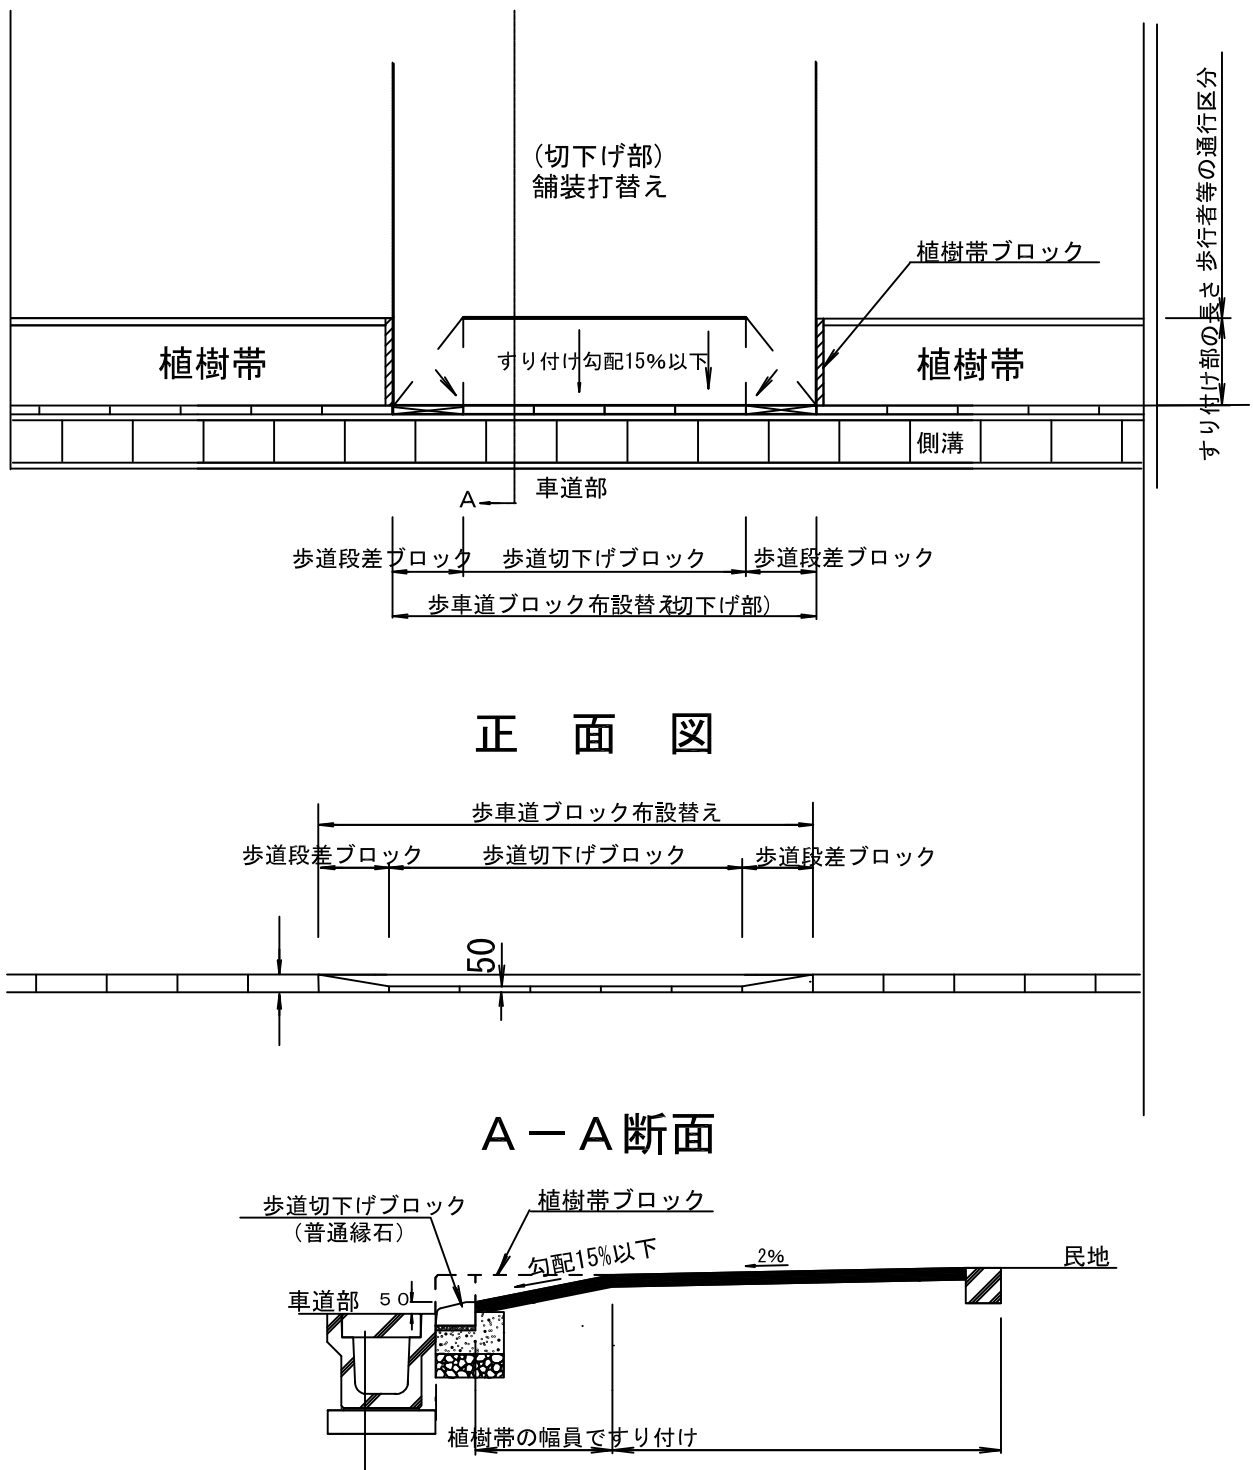 (切下げ部)
舗装打替え
歩行者等の通行区分
植樹帯ブロック
植樹帯
すり付け勾配15%以下
植樹帯
すり付け部の長さ
側溝
A
車道部
歩道段差ブロック
歩道切下げブロック
歩道段差ブロック
歩車道ブロック布設替え(切下げ部)
正 面 図
歩車道ブロック布設替え
歩道段差ブロック
歩道切下げブロック
歩道段差ブロック
50
A-A断面
歩道切下げブロック
(普通縁石)
植樹帯ブロック
勾配15%以下
2%
民地
車道部
50
植樹帯の幅員ですり付け